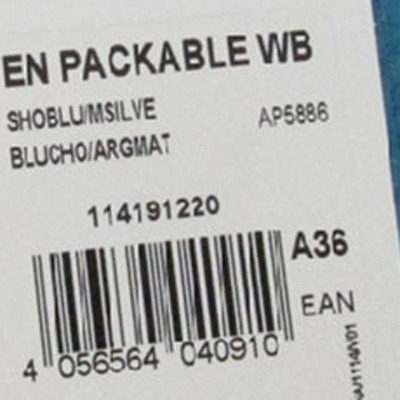 EN PACKABLE WB
SHOBLU/MSILVE AP5886
BLUCHO/ARGMAT
114191220
A36
EAN
4 056564 040910